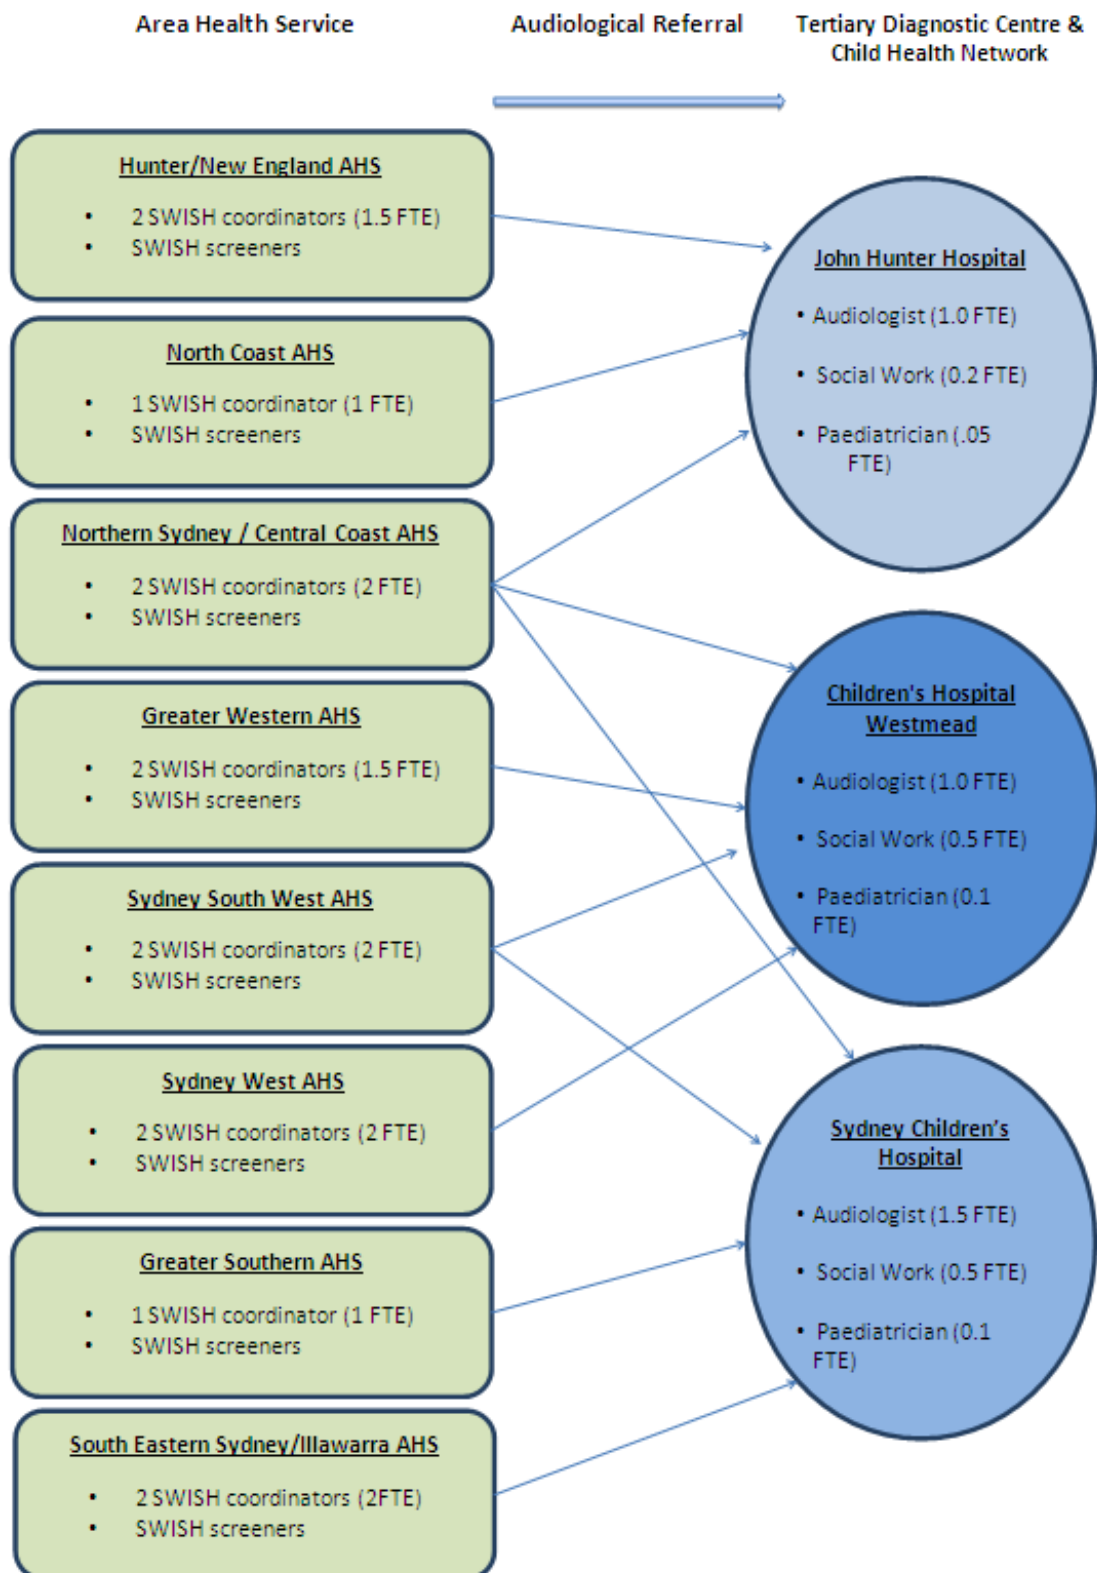 Area Health Service
Audiological Referral
Tertiary Diagnostic Centre &
Child Health Network
Hunter/New England AHS
• 2 SWISH coordinators (1.5 FTE)
• SWISH screeners
North Coast AHS
• 1 SWISH coordinator (1 FTE)
• SWISH screeners
Northern Sydney / Central Coast AHS
• 2 SWISH coordinators (2 FTE)
• SWISH screeners
Greater Western AHS
• 2 SWISH coordinators (1.5 FTE)
• SWISH screeners
Sydney South West AHS
• 2 SWISH coordinators (2 FTE)
• SWISH screeners
Sydney West AHS
• 2 SWISH coordinators (2 FTE)
• SWISH screeners
Greater Southern AHS
• 1 SWISH coordinator (1 FTE)
• SWISH screeners
South Eastern Sydney/Illawarra AHS
• 2 SWISH coordinators (2FTE)
• SWISH screeners
John Hunter Hospital
• Audiologist (1.0 FTE)
• Social Work (0.2 FTE)
• Paediatrician (.05
FTE)
Children's Hospital
Westmead
• Audiologist (1.0 FTE)
• Social Work (0.5 FTE)
• Paediatrician (0.1
FTE)
Sydney Children’s
Hospital
• Audiologist (1.5 FTE)
• Social Work (0.5 FTE)
• Paediatrician (0.1
FTE)